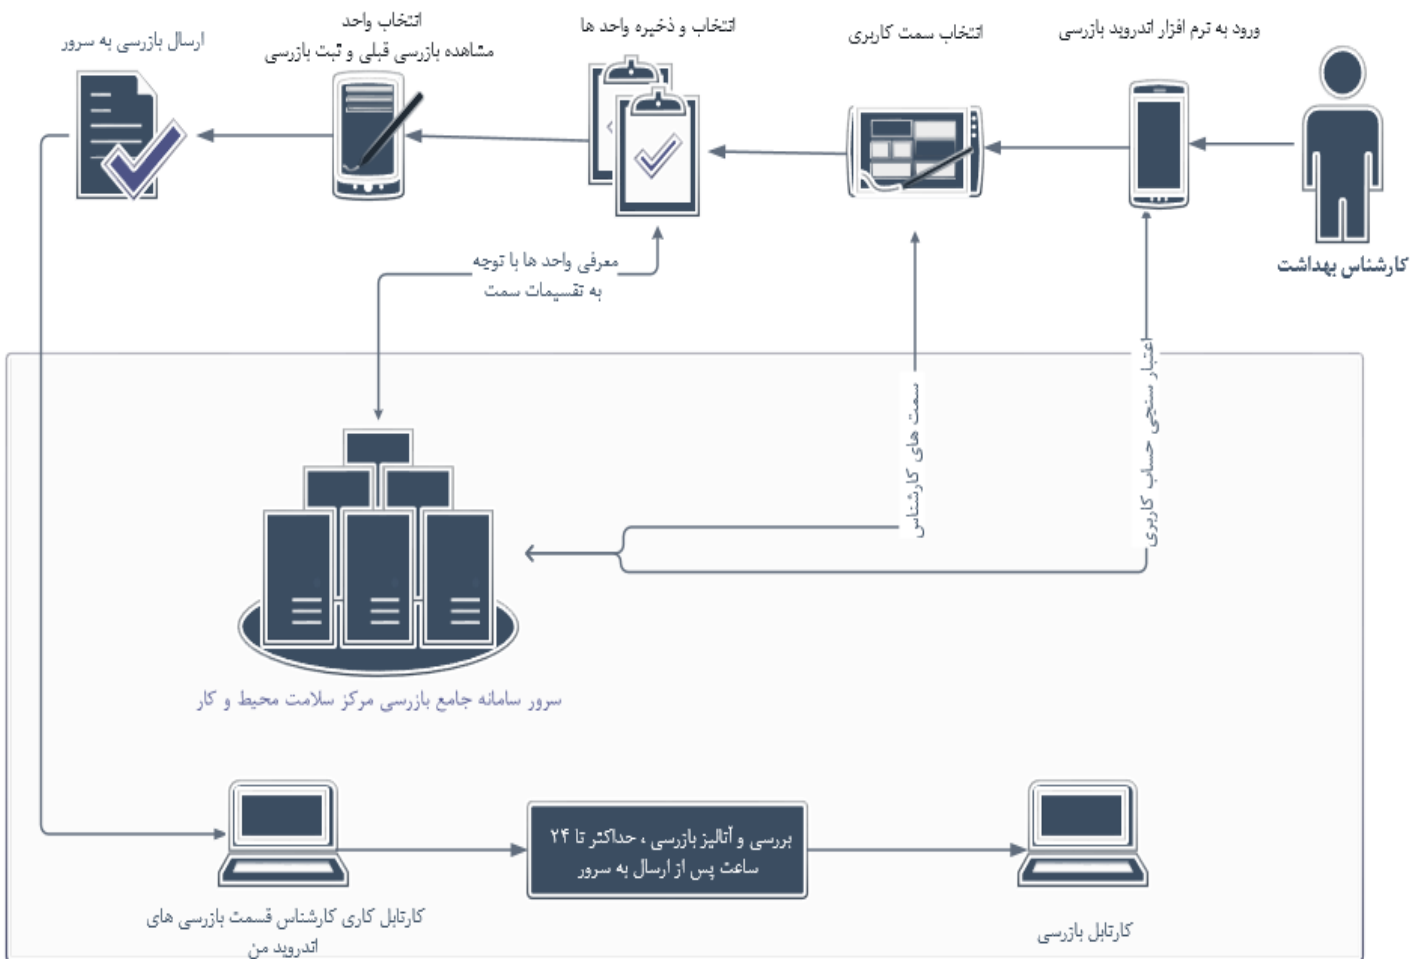 ورود به نرم افزار اندروید بازرسی
انتخاب سمت کاربری
انتخاب و ذخیره واحد ها
انتخاب واحد
مشاهده بازرسی قبلی و ثبت بازرسی
ارسال بازرسی به سرور
کارشناس بهداشت
معرفی واحد ها با توجه
به تقسیمات سمت
اعتبار سنجی حساب کاربری
سمت های کارشناس
سرور سامانه جامع بازرسی مرکز سلامت محیط و کار
بررسی و آنالیز بازرسی ، حداکثر تا ۲۴
ساعت پس از ارسال به سرور
کارتابل کاری کارشناس قسمت بازرسی های
اندروید من
کارتابل بازرسی